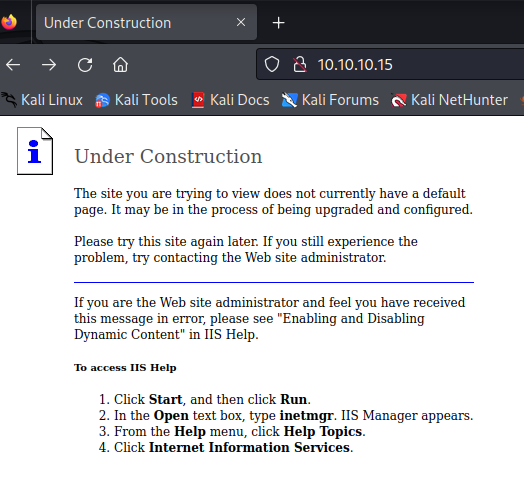 Under Construction
10.10.10.15
Kali Linux Kali Tools Kali Docs Kali Forums Kali NetHunter
Under Construction
The site you are trying to view does not currently have a default
page. It may be in the process of being upgraded and configured.
Please try this site again later. If you still experience the
problem, try contacting the Web site administrator.
If you are the Web site administrator and feel you have received
this message in error, please see "Enabling and Disabling
Dynamic Content" in IIS Help.
To access IIS Help
1. Click Start, and then click Run.
2. In the Open text box, type inetmgr. IIS Manager appears.
3. From the Help menu, click Help Topics.
4. Click Internet Information Services.